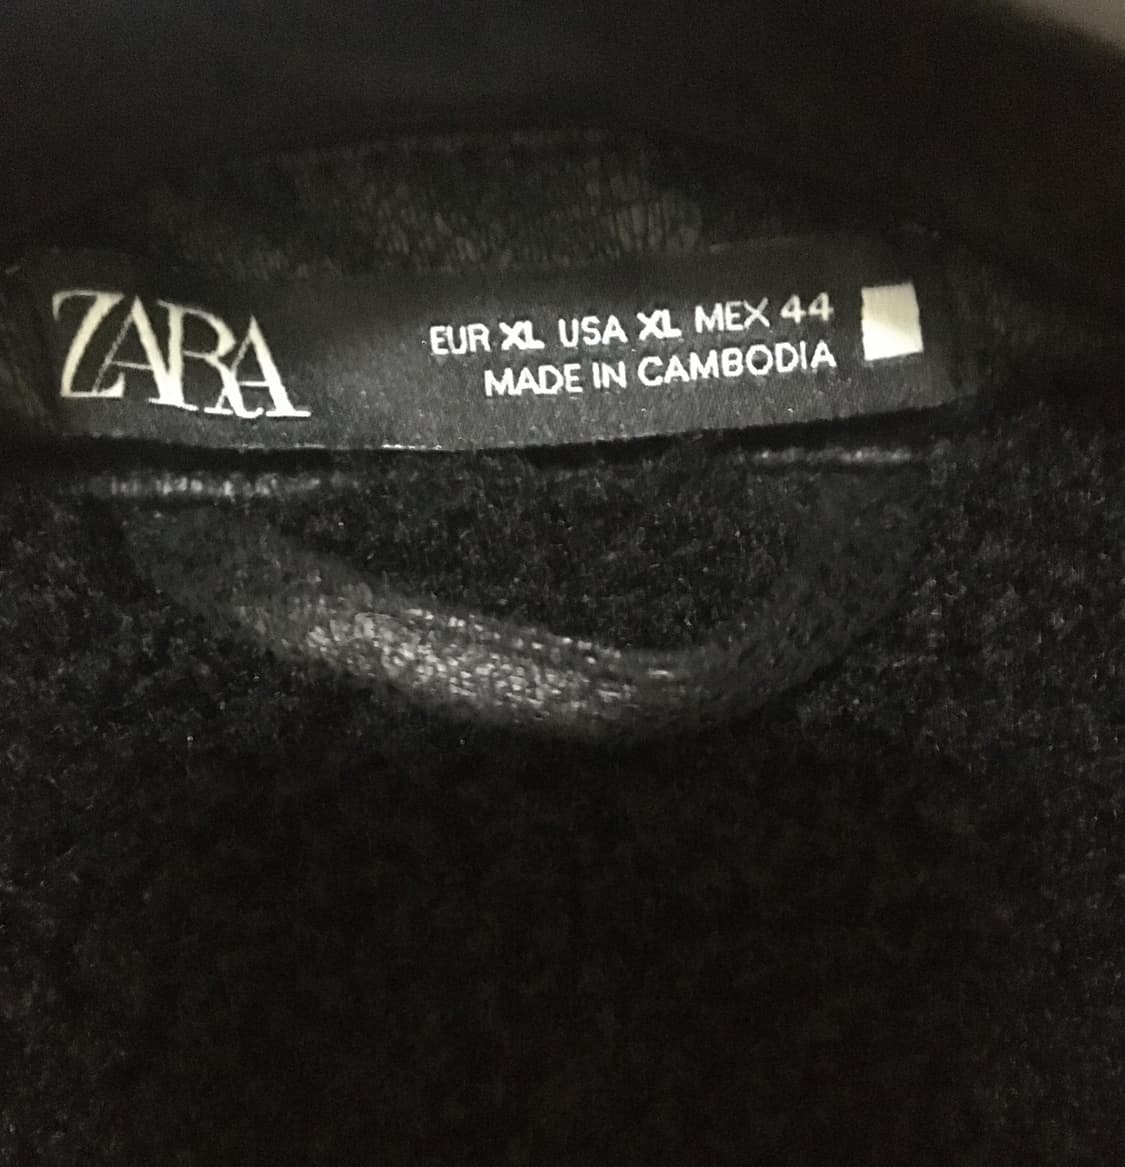 ZARA
EUR XL USA XL MEX 44
MADE IN CAMBODIA